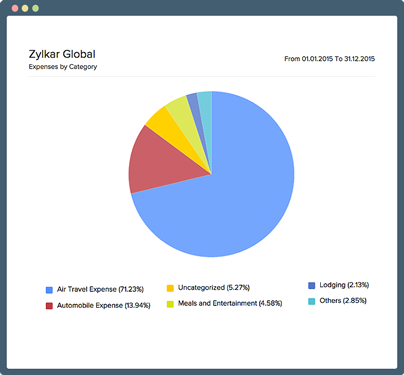 Zylkar Global
Expenses by Category
From 01.01.2015 To 31.12.2015
Air Travel Expense (71.23%)
Automobile Expense (13.94%)
Uncategorized (5.27%)
Meals and Entertainment (4.58%)
Lodging (2.13%)
Others (2.85%)